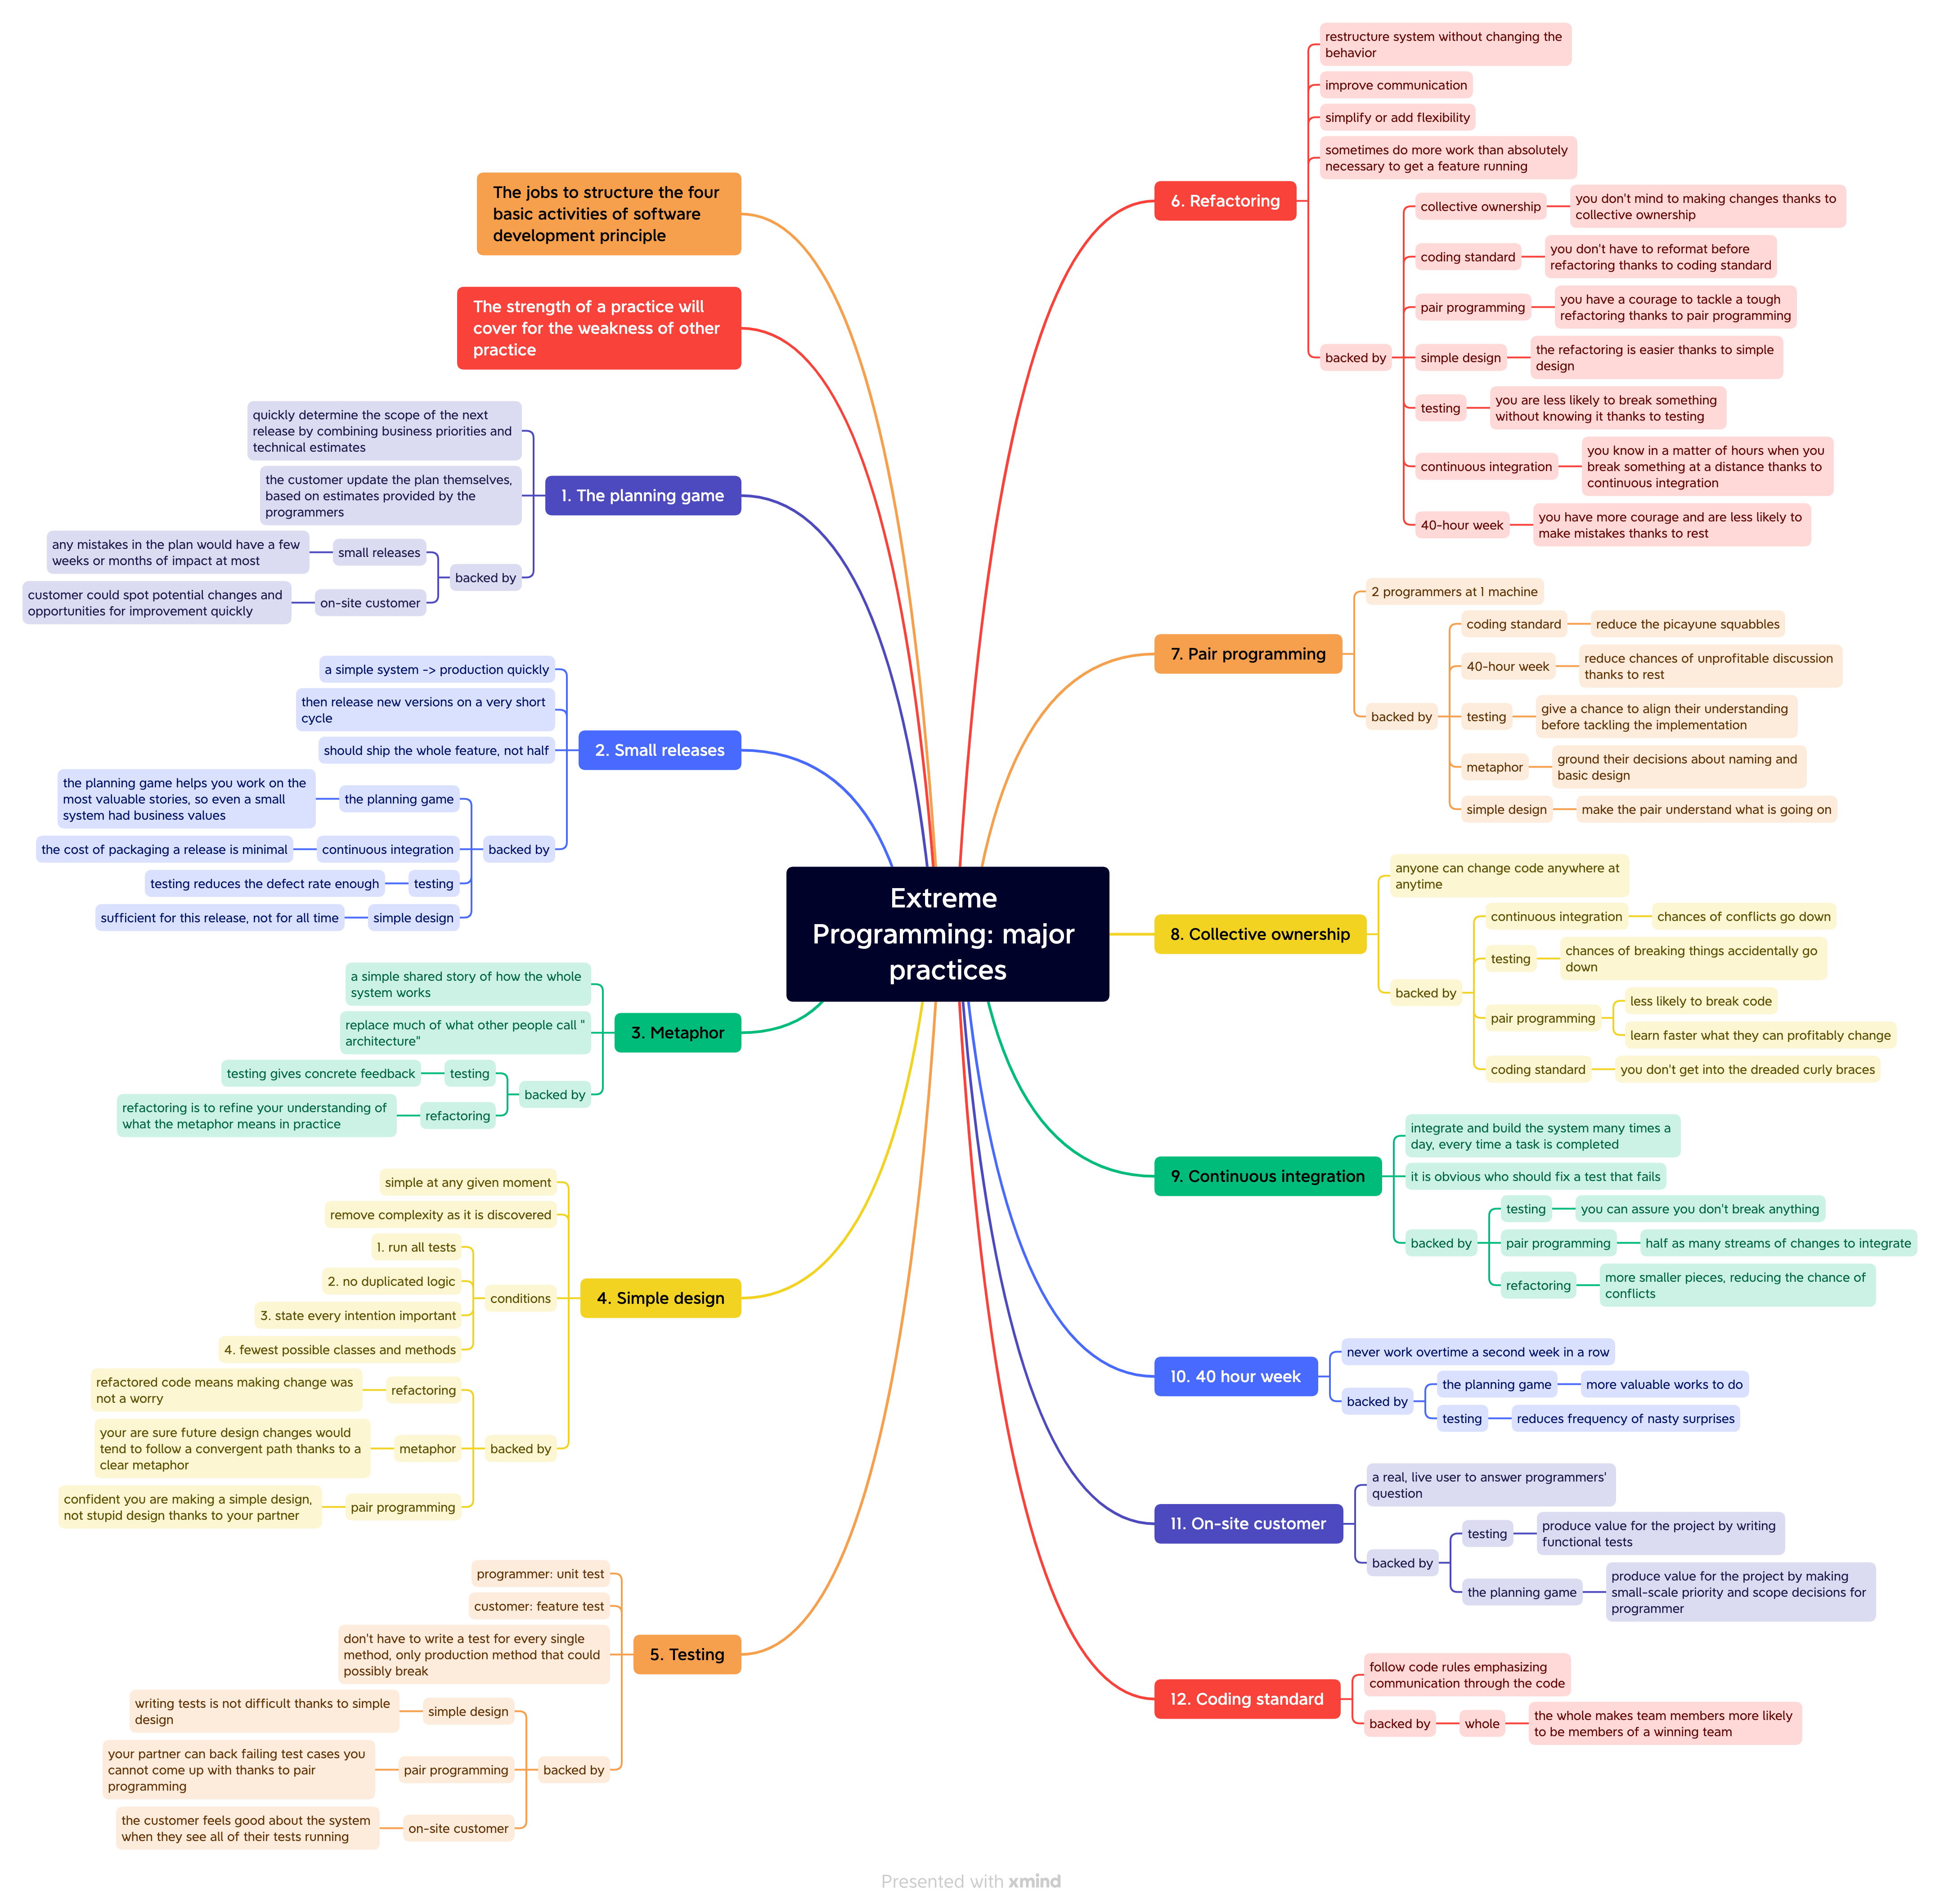 Extreme
Programming: major
practices
The jobs to structure the four
basic activities of software
development principle
The strength of a practice will
cover for the weakness of other
practice
1. The planning game
quickly determine the scope of the next
release by combining business priorities and
technical estimates
the customer update the plan themselves,
based on estimates provided by the
programmers
backed by
small releases
any mistakes in the plan would have a few
weeks or months of impact at most
on-site customer
customer could spot potential changes and
opportunities for improvement quickly
2. Small releases
a simple system -> production quickly
then release new versions on a very short
cycle
should ship the whole feature, not half
backed by
the planning game
the planning game helps you work on the
most valuable stories, so even a small
system had business values
continuous integration
the cost of packaging a release is minimal
testing
testing reduces the defect rate enough
simple design
sufficient for this release, not for all time
3. Metaphor
a simple shared story of how the whole
system works
replace much of what other people call "
architecture"
backed by
testing
testing gives concrete feedback
refactoring
refactoring is to refine your understanding of
what the metaphor means in practice
4. Simple design
simple at any given moment
remove complexity as it is discovered
conditions
1. run all tests
2. no duplicated logic
3. state every intention important
4. fewest possible classes and methods
backed by
refactoring
refactored code means making change was
not a worry
metaphor
your are sure future design changes would
tend to follow a convergent path thanks to a
clear metaphor
pair programming
confident you are making a simple design,
not stupid design thanks to your partner
5. Testing
programmer: unit test
customer: feature test
don't have to write a test for every single
method, only production method that could
possibly break
backed by
simple design
writing tests is not difficult thanks to simple
design
pair programming
your partner can back failing test cases you
cannot come up with thanks to pair
programming
on-site customer
the customer feels good about the system
when they see all of their tests running
6. Refactoring
restructure system without changing the
behavior
improve communication
simplify or add flexibility
sometimes do more work than absolutely
necessary to get a feature running
backed by
collective ownership
you don't mind to making changes thanks to
collective ownership
coding standard
you don't have to reformat before
refactoring thanks to coding standard
pair programming
you have a courage to tackle a tough
refactoring thanks to pair programming
simple design
the refactoring is easier thanks to simple
design
testing
you are less likely to break something
without knowing it thanks to testing
continuous integration
you know in a matter of hours when you
break something at a distance thanks to
continuous integration
40-hour week
you have more courage and are less likely to
make mistakes thanks to rest
7. Pair programming
2 programmers at 1 machine
backed by
coding standard
reduce the picayune squabbles
40-hour week
reduce chances of unprofitable discussion
thanks to rest
testing
give a chance to align their understanding
before tackling the implementation
metaphor
ground their decisions about naming and
basic design
simple design
make the pair understand what is going on
8. Collective ownership
anyone can change code anywhere at
anytime
backed by
continuous integration
chances of conflicts go down
testing
chances of breaking things accidentally go
down
pair programming
less likely to break code
learn faster what they can profitably change
coding standard
you don't get into the dreaded curly braces
9. Continuous integration
integrate and build the system many times a
day, every time a task is completed
it is obvious who should fix a test that fails
backed by
testing
you can assure you don't break anything
pair programming
half as many streams of changes to integrate
refactoring
more smaller pieces, reducing the chance of
conflicts
10. 40 hour week
never work overtime a second week in a row
backed by
the planning game
more valuable works to do
testing
reduces frequency of nasty surprises
11. On-site customer
a real, live user to answer programmers'
question
backed by
testing
produce value for the project by writing
functional tests
the planning game
produce value for the project by making
small-scale priority and scope decisions for
programmer
12. Coding standard
follow code rules emphasizing
communication through the code
backed by
whole
the whole makes team members more likely
to be members of a winning team
Presented with xmind